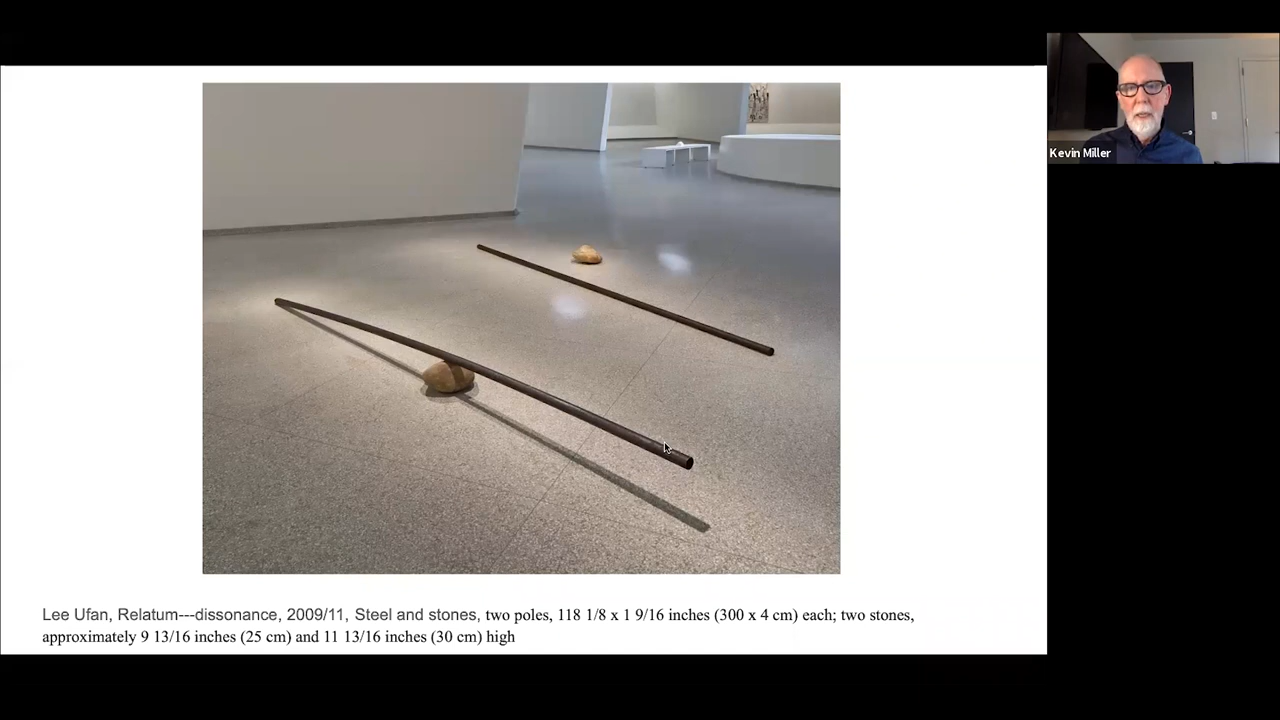 Kevin Miller
Lee Ufan, Relatum---dissonance, 2009/11, Steel and stones, two poles, 118 1/8 x 1 9/16 inches (300 x 4 cm) each; two stones,
approximately 9 13/16 inches (25 cm) and 11 13/16 inches (30 cm) high